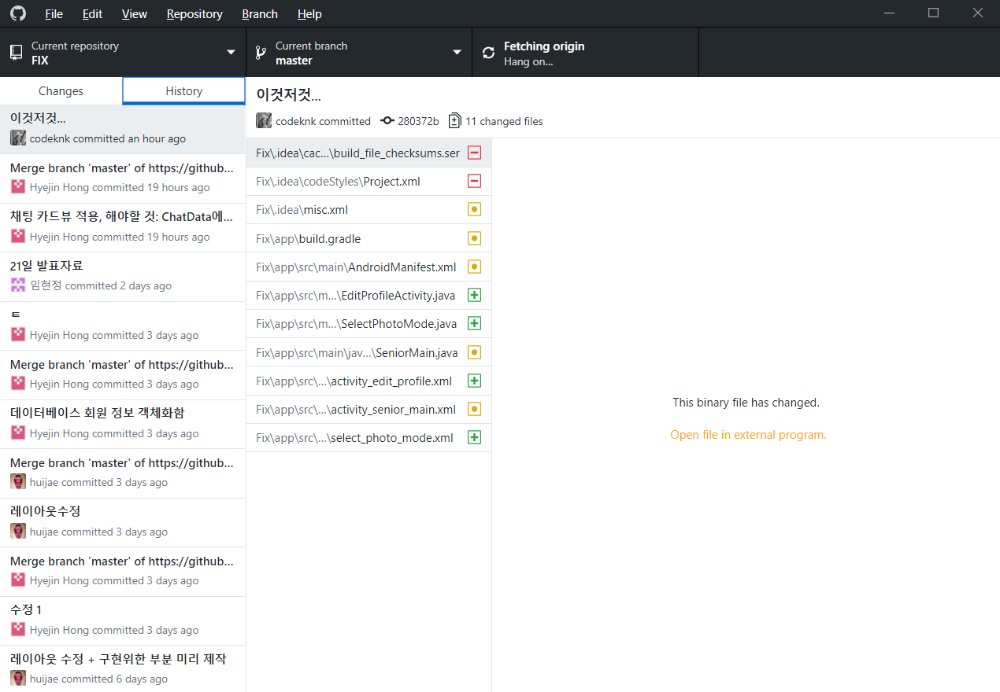 File Edit View Repository Branch Help
Current repository
FIX
Current branch
master
Fetching origin
Hang on...
Changes
History
이것저것...
codeknk committed an hour ago
Merge branch 'master' of https://github...
Hyejin Hong committed 19 hours ago
채팅 카드뷰 적용, 해야할 것: ChatData에...
Hyejin Hong committed 19 hours ago
21일 발표자료
임현정 committed 2 days ago
ㅌ
Hyejin Hong committed 3 days ago
Merge branch 'master' of https://github...
Hyejin Hong committed 3 days ago
데이터베이스 회원 정보 객체화함
Hyejin Hong committed 3 days ago
Merge branch 'master' of https://github...
huijae committed 3 days ago
레이아웃수정
huijae committed 3 days ago
Merge branch 'master' of https://github...
Hyejin Hong committed 3 days ago
수정 1
Hyejin Hong committed 3 days ago
레이아웃 수정 + 구현위한 부분 미리 제작
huijae committed 6 days ago
이것저것...
codeknk committed 280372b 11 changed files
Fix\.idea\cac...\build_file_checksums.ser
Fix\.idea\codeStyles\Project.xml
Fix\.idea\misc.xml
Fix\app\build.gradle
Fix\app\src\main\AndroidManifest.xml
Fix\app\src\m...\EditProfileActivity.java
Fix\app\src\m...\SelectPhotoMode.java
Fix\app\src\main\jav...\SeniorMain.java
Fix\app\src\...\activity_edit_profile.xml
Fix\app\src\...\activity_senior_main.xml
Fix\app\src\...\select_photo_mode.xml
This binary file has changed.
Open file in external program.